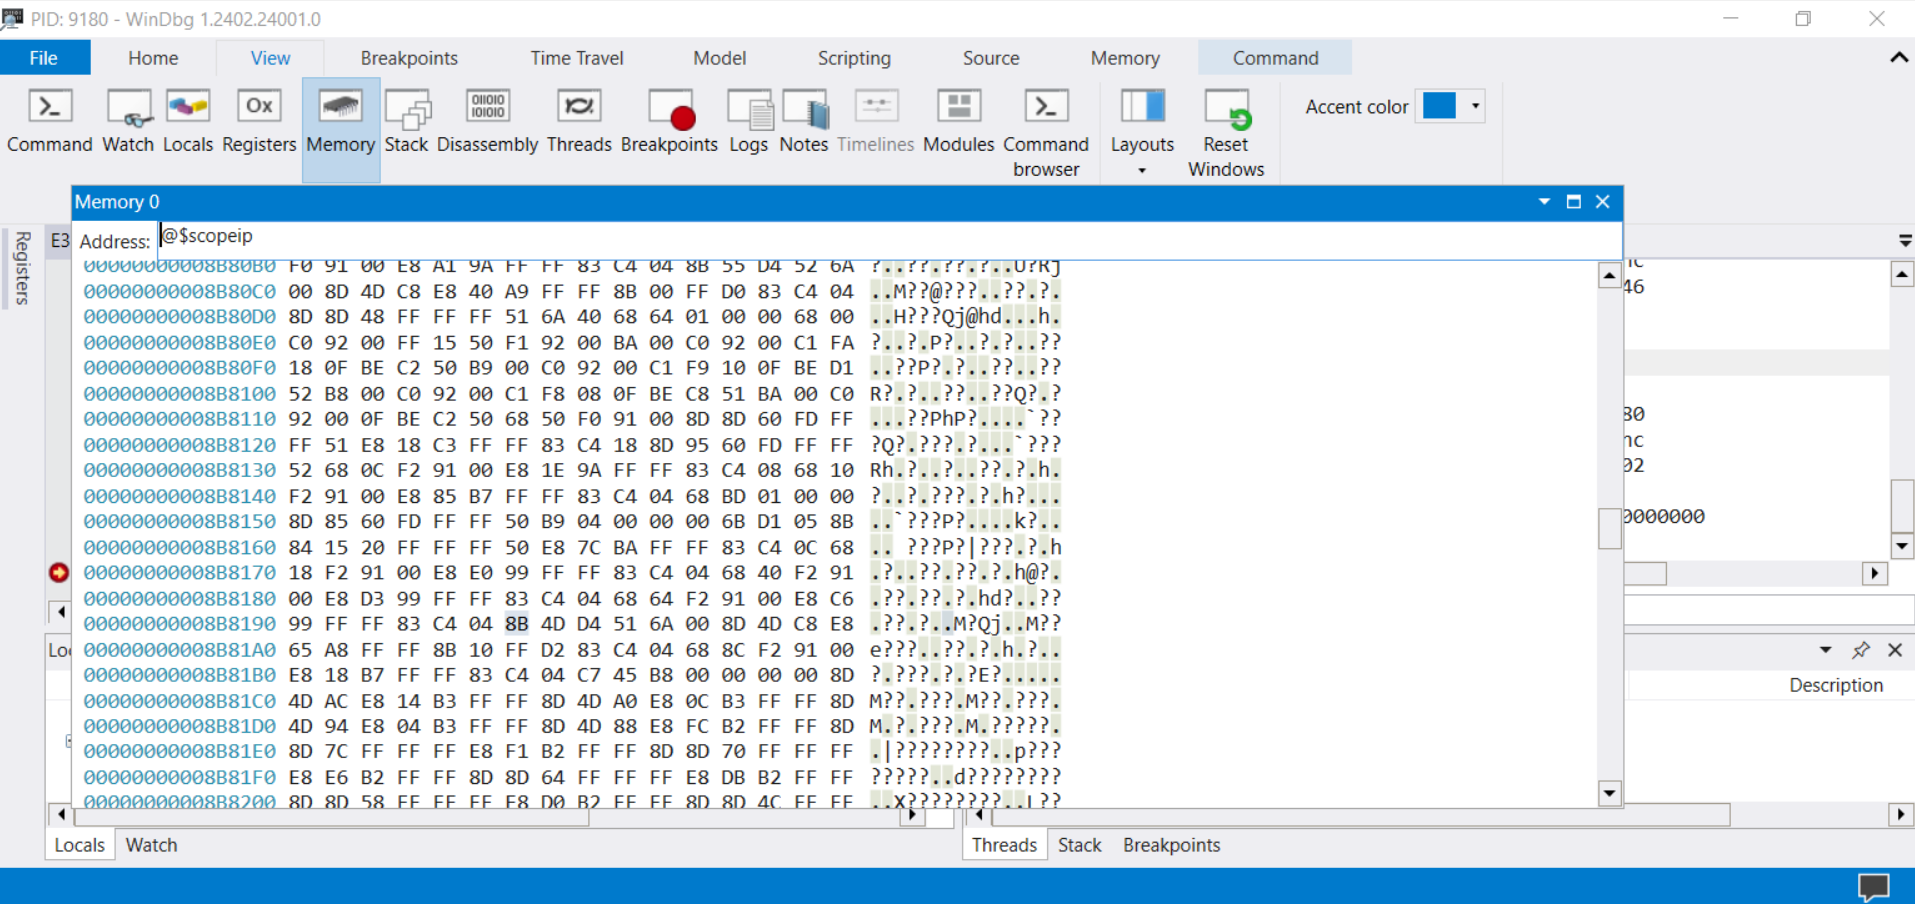 PID: 9180 - WinDbg 1.2402.24001.0
File Home View Breakpoints Time Travel Model Scripting Source Memory Command
Command Watch Locals Registers Memory Stack Disassembly Threads Breakpoints Logs Notes Timelines Modules Command browser Layouts Reset Windows Accent color
Memory 0
Registers
E3
Address: @$scopeip
00000000008B80B0 F0 91 00 E8 A1 9A FF FF 83 C4 04 8B 55 D4 52 6A ?..??.??.?..U?Rj
00000000008B80C0 00 8D 4D C8 E8 40 A9 FF FF 8B 00 FF D0 83 C4 04 ..M??@???..??.?.
00000000008B80D0 8D 8D 48 FF FF FF 51 6A 40 68 64 01 00 00 68 00 ..H???Qj@hd...h.
00000000008B80E0 C0 92 00 FF 15 50 F1 92 00 BA 00 C0 92 00 C1 FA ?..?.P?..?.?..??
00000000008B80F0 18 0F BE C2 50 B9 00 C0 92 00 C1 F9 10 0F BE D1 ..??P?.?..??..??
00000000008B8100 52 B8 00 C0 92 00 C1 F8 08 0F BE C8 51 BA 00 C0 R?.?..??..??Q?.?
00000000008B8110 92 00 0F BE C2 50 68 50 F0 91 00 8D 8D 60 FD FF ...??PhP?....`??
00000000008B8120 FF 51 E8 18 C3 FF FF 83 C4 18 8D 95 60 FD FF FF ?Q?.???.?...`???
00000000008B8130 52 68 0C F2 91 00 E8 1E 9A FF FF 83 C4 08 68 10 Rh.?..?..??.?.h.
00000000008B8140 F2 91 00 E8 85 B7 FF FF 83 C4 04 68 BD 01 00 00 ?..?.???.?.h?...
00000000008B8150 8D 85 60 FD FF FF 50 B9 04 00 00 00 6B D1 05 8B ..`???P?....k?..
00000000008B8160 84 15 20 FF FF FF 50 E8 7C BA FF FF 83 C4 0C 68 .. ???P?|???.?.h
00000000008B8170 18 F2 91 00 E8 E0 99 FF FF 83 C4 04 68 40 F2 91 .?..??.??.?.h@?.
00000000008B8180 00 E8 D3 99 FF FF 83 C4 04 68 64 F2 91 00 E8 C6 .??.??.?.hd?..??
00000000008B8190 99 FF FF 83 C4 04 8B 4D D4 51 6A 00 8D 4D C8 E8 .??.?..M?Qj..M??
00000000008B81A0 65 A8 FF FF 8B 10 FF D2 83 C4 04 68 8C F2 91 00 e???..??.?.h.?..
00000000008B81B0 E8 18 B7 FF FF 83 C4 04 C7 45 B8 00 00 00 00 8D ?.???.?.?E?.....
00000000008B81C0 4D AC E8 14 B3 FF FF 8D 4D A0 E8 0C B3 FF FF 8D M??.???.M??.???.
00000000008B81D0 4D 94 E8 04 B3 FF FF 8D 4D 88 E8 FC B2 FF FF 8D M.?.???.M.?????.
00000000008B81E0 8D 7C FF FF FF E8 F1 B2 FF FF 8D 8D 70 FF FF FF .|????????..p???
00000000008B81F0 E8 E6 B2 FF FF 8D 8D 64 FF FF FF E8 DB B2 FF FF ?????..d????????
00000000008B8200 8D 8D 58 FF FF FF E8 D0 B2 FF FF 8D 8D 4C FF FF ..X????????..L??
46
80
nc
02
0000000
Loc
Description
Locals Watch Threads Stack Breakpoints